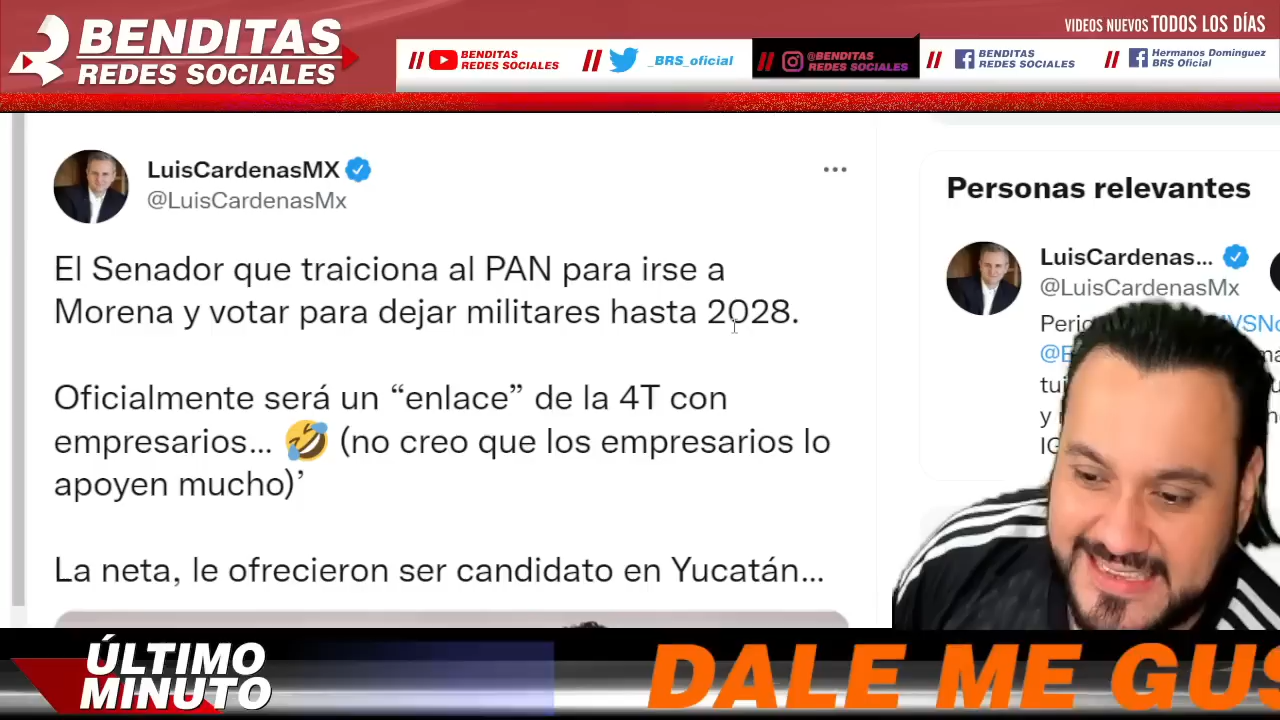 BENDITAS
REDES SOCIALES
VIDEOS NUEVOS TODOS LOS DÍAS
// BENDITAS REDES SOCIALES
// _BRS_oficial
// @BENDITAS REDES SOCIALES
// BENDITAS REDES SOCIALES
// Hermanos Dominguez BRS Oficial
LuisCardenasMX
@LuisCardenasMx
El Senador que traiciona al PAN para irse a
Morena y votar para dejar militares hasta 2028.
Oficialmente será un “enlace” de la 4T con
empresarios... 🤣 (no creo que los empresarios lo
apoyen mucho)’
La neta, le ofrecieron ser candidato en Yucatán...
Personas relevantes
LuisCardenas...
@LuisCardenasMx
ÚLTIMO
MINUTO
DALE ME GUS